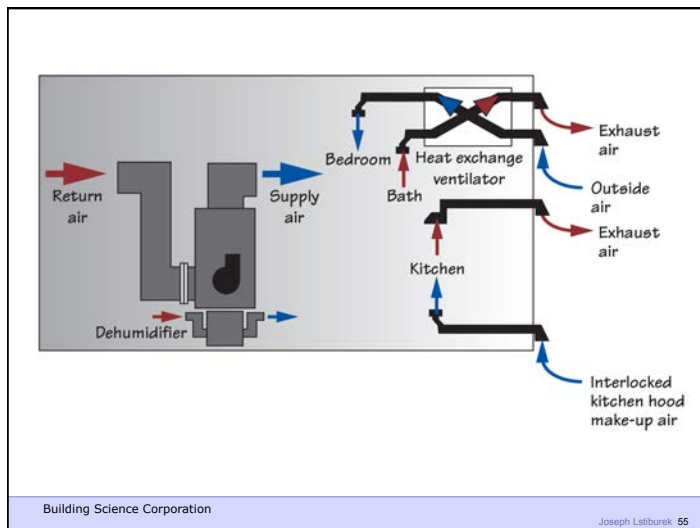 Return
air
Supply
air
Dehumidifier
Bedroom
Bath
Heat exchange
ventilator
Exhaust
air
Outside
air
Exhaust
air
Kitchen
Interlocked
kitchen hood
make-up air
Building Science Corporation
Joseph Lstiburek 55